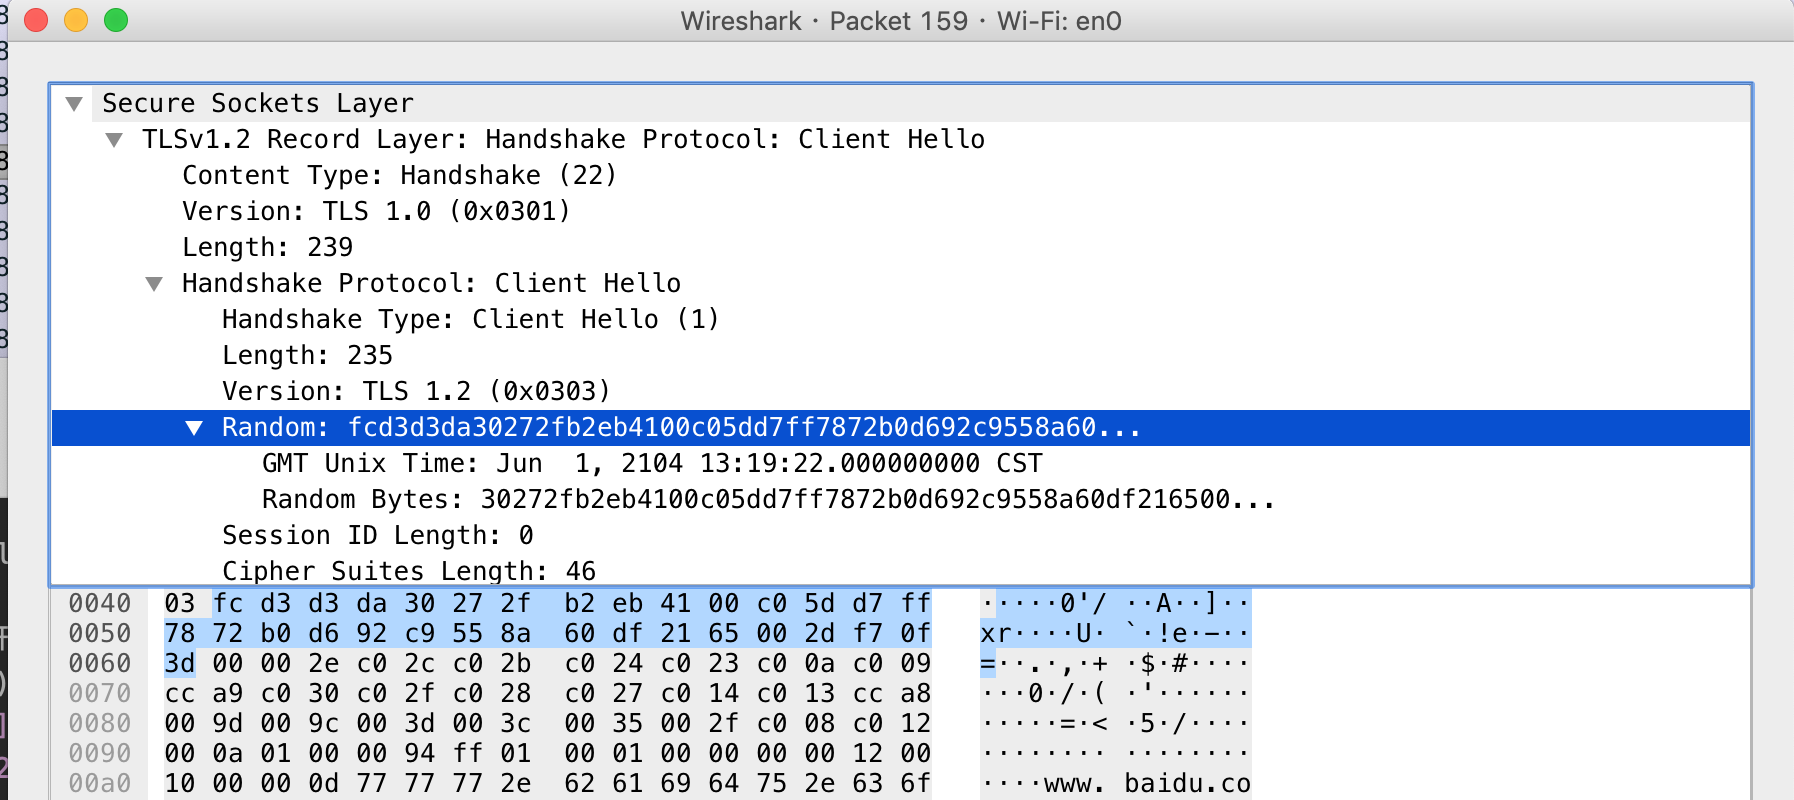 Wireshark · Packet 159 · Wi-Fi: en0
Secure Sockets Layer
TLSv1.2 Record Layer: Handshake Protocol: Client Hello
Content Type: Handshake (22)
Version: TLS 1.0 (0x0301)
Length: 239
Handshake Protocol: Client Hello
Handshake Type: Client Hello (1)
Length: 235
Version: TLS 1.2 (0x0303)
Random: fcd3d3da30272fb2eb4100c05dd7ff7872b0d692c9558a60...
GMT Unix Time: Jun  1, 2104 13:19:22.000000000 CST
Random Bytes: 30272fb2eb4100c05dd7ff7872b0d692c9558a60df216500...
Session ID Length: 0
Cipher Suites Length: 46
0040 03 fc d3 d3 da 30 27 2f b2 eb 41 00 c0 5d d7 ff ·····0'/ ··A··]··
0050 78 72 b0 d6 92 c9 55 8a 60 df 21 65 00 2d f7 0f xr····U· `·!e·-··
0060 3d 00 00 2e c0 2c c0 2b c0 24 c0 23 c0 0a c0 09 =··.·,·+ ·$·#····
0070 cc a9 c0 30 c0 2f c0 28 c0 27 c0 14 c0 13 cc a8 ···0·/·( ·'······
0080 00 9d 00 9c 00 3d 00 3c 00 35 00 2f c0 08 c0 12 ·····=·< ·5·/····
0090 00 0a 01 00 00 94 ff 01 00 01 00 00 00 00 12 00 ········ ········
00a0 10 00 00 0d 77 77 77 2e 62 61 69 64 75 2e 63 6f ····www. baidu.co